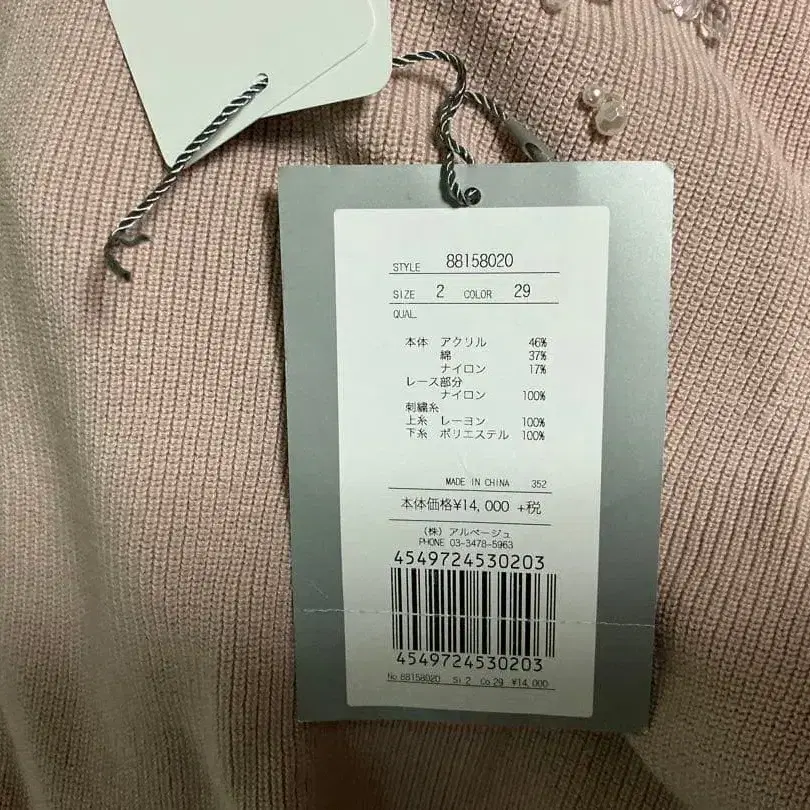 STYLE 88158020
SIZE 2 COLOR 29
QUAL.
本体 アクリル 46%
綿 37%
ナイロン 17%
レース部分
ナイロン 100%
刺繍糸
上糸 レーヨン 100%
下糸 ポリエステル 100%
MADE IN CHINA 352
本体価格¥14,000 +税
(株) アルページュ
PHONE 03-3478-5963
4549724530203
4549724530203
No 88158020 Si 2 Co 29 ¥14,000